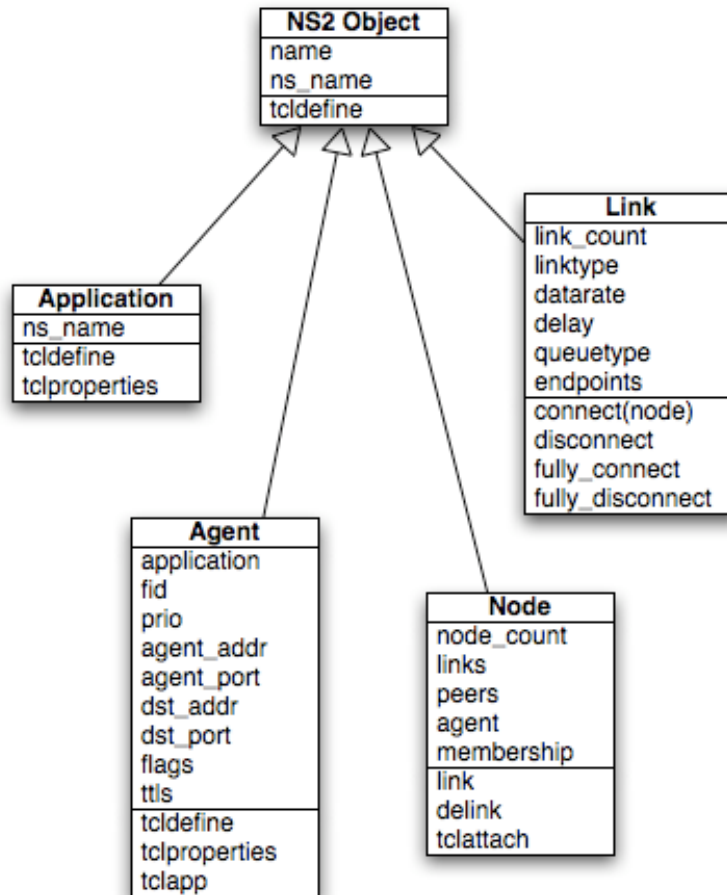 NS2 Object
name
ns_name
tcldefine
Link
link_count
linktype
datarate
delay
queuetype
endpoints
connect(node)
disconnect
fully_connect
fully_disconnect
Application
ns_name
tcldefine
tclproperties
Agent
application
fid
prio
agent_addr
agent_port
dst_addr
dst_port
flags
ttls
tcldefine
tclproperties
tclapp
Node
node_count
links
peers
agent
membership
link
delink
tclattach